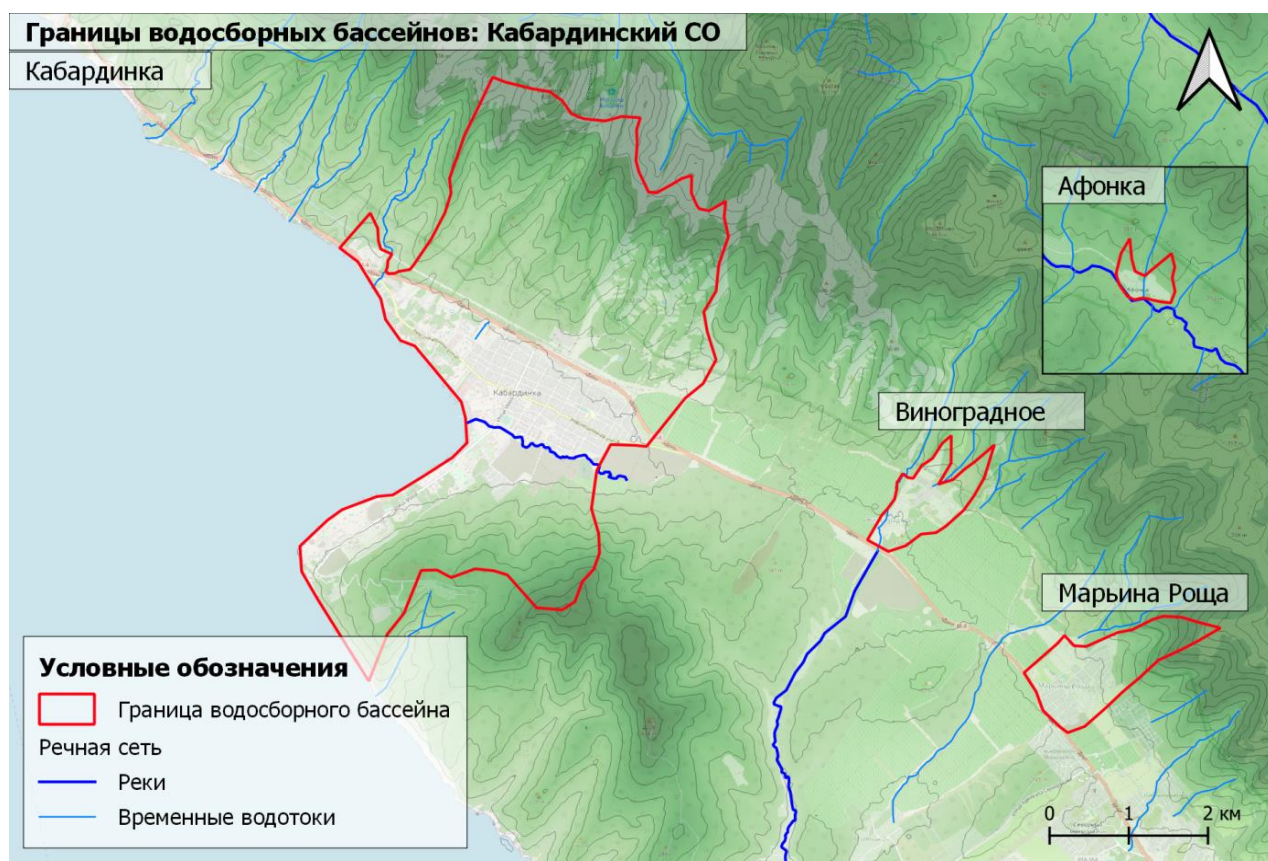 Границы водосборных бассейнов: Кабардинский СО
Кабардинка
Афонка
Кабардинка
Виноградное
Марьина Роща
Условные обозначения
Граница водосборного бассейна
Речная сеть
Реки
Временные водотоки
0 1 2 км